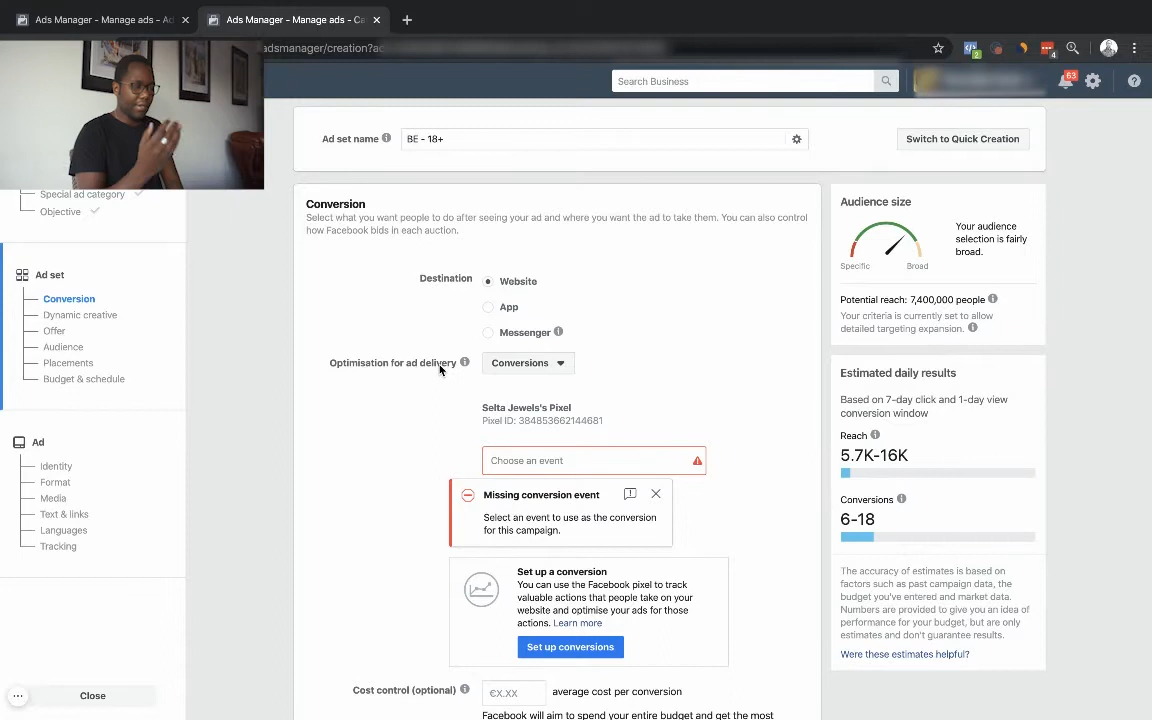 Ads Manager - Manage ads - Ad
Ads Manager - Manage ads - Ca
adsmanager/creation?ac
2
4
Search Business
63
Ad set name
BE - 18+
Switch to Quick Creation
Special ad category
Objective
Ad set
Conversion
Dynamic creative
Offer
Audience
Placements
Budget & schedule
Ad
Identity
Format
Media
Text & links
Languages
Tracking
Close
Conversion
Select what you want people to do after seeing your ad and where you want the ad to take them. You can also control
how Facebook bids in each auction.
Destination
Website
App
Messenger
Optimisation for ad delivery
Conversions
Selta Jewels's Pixel
Pixel ID: 384853662144681
Choose an event
Missing conversion event
Select an event to use as the conversion
for this campaign.
Set up a conversion
You can use the Facebook pixel to track
valuable actions that people take on your
website and optimise your ads for those
actions. Learn more
Set up conversions
Cost control (optional)
€X.XX
average cost per conversion
Facebook will aim to spend your entire budget and get the most
Audience size
Your audience
selection is fairly
broad.
Specific
Broad
Potential reach: 7,400,000 people
Your criteria is currently set to allow
detailed targeting expansion.
Estimated daily results
Based on 7-day click and 1-day view
conversion window
Reach
5.7K-16K
Conversions
6-18
The accuracy of estimates is based on
factors such as past campaign data, the
budget you've entered and market data.
Numbers are provided to give you an idea of
performance for your budget, but are only
estimates and don't guarantee results.
Were these estimates helpful?